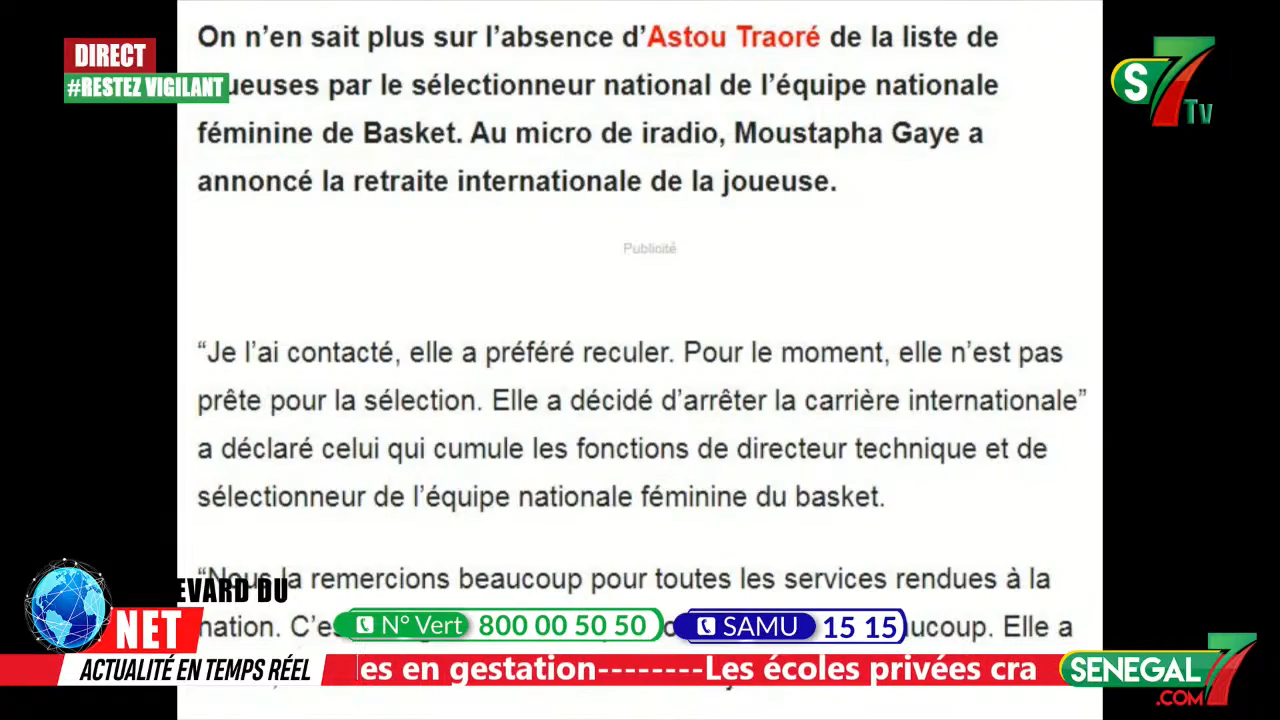 DIRECT
#RESTEZ VIGILANT
S7 Tv
On n’en sait plus sur l’absence d’Astou Traoré de la liste de
ueuses par le sélectionneur national de l’équipe nationale
féminine de Basket. Au micro de iradio, Moustapha Gaye a
annoncé la retraite internationale de la joueuse.
Publicité
“Je l’ai contacté, elle a préféré reculer. Pour le moment, elle n’est pas
prête pour la sélection. Elle a décidé d’arrêter la carrière internationale”
a déclaré celui qui cumule les fonctions de directeur technique et de
sélectionneur de l’équipe nationale féminine du basket.
“Nous la remercions beaucoup pour toutes les services rendues à la
nation. aucoup. Elle a
EVARD DU
NET
N° Vert 800 00 50 50
SAMU 15 15
ACTUALITÉ EN TEMPS RÉEL
es en gestation--------Les écoles privées cra
SENEGAL7
.COM